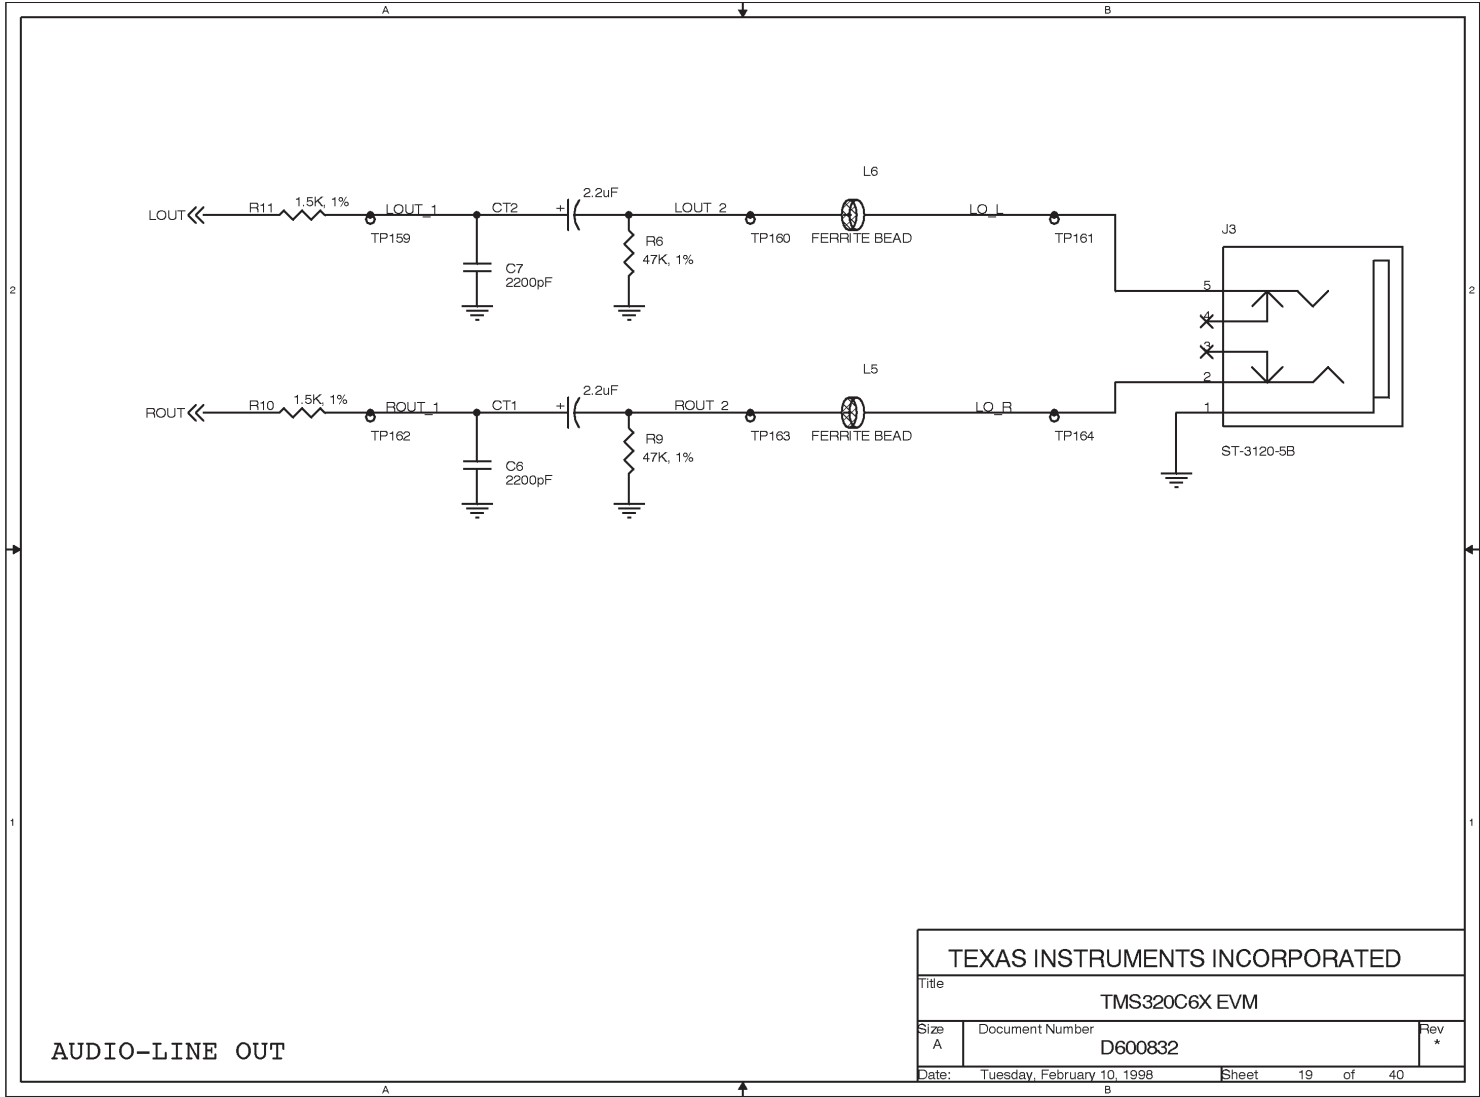 A B
L6
2.2uF
R11 1.5K, 1% LOUT_1 CT2 + LOUT_2 LO_L
LOUT
TP159 R6 TP160 FERRITE BEAD TP161
47K, 1%
C7
2200pF
J3
5
4
3
2
1
ST-3120-5B
2 2
L5
2.2uF
R10 1.5K, 1% ROUT_1 CT1 + ROUT_2 LO_R
ROUT
TP162 R9 TP163 FERRITE BEAD TP164
47K, 1%
C6
2200pF
1 1
TEXAS INSTRUMENTS INCORPORATED
Title
TMS320C6X EVM
Size Document Number Rev
A D600832 *
Date: Tuesday, February 10, 1998 Sheet 19 of 40
AUDIO-LINE OUT
A B